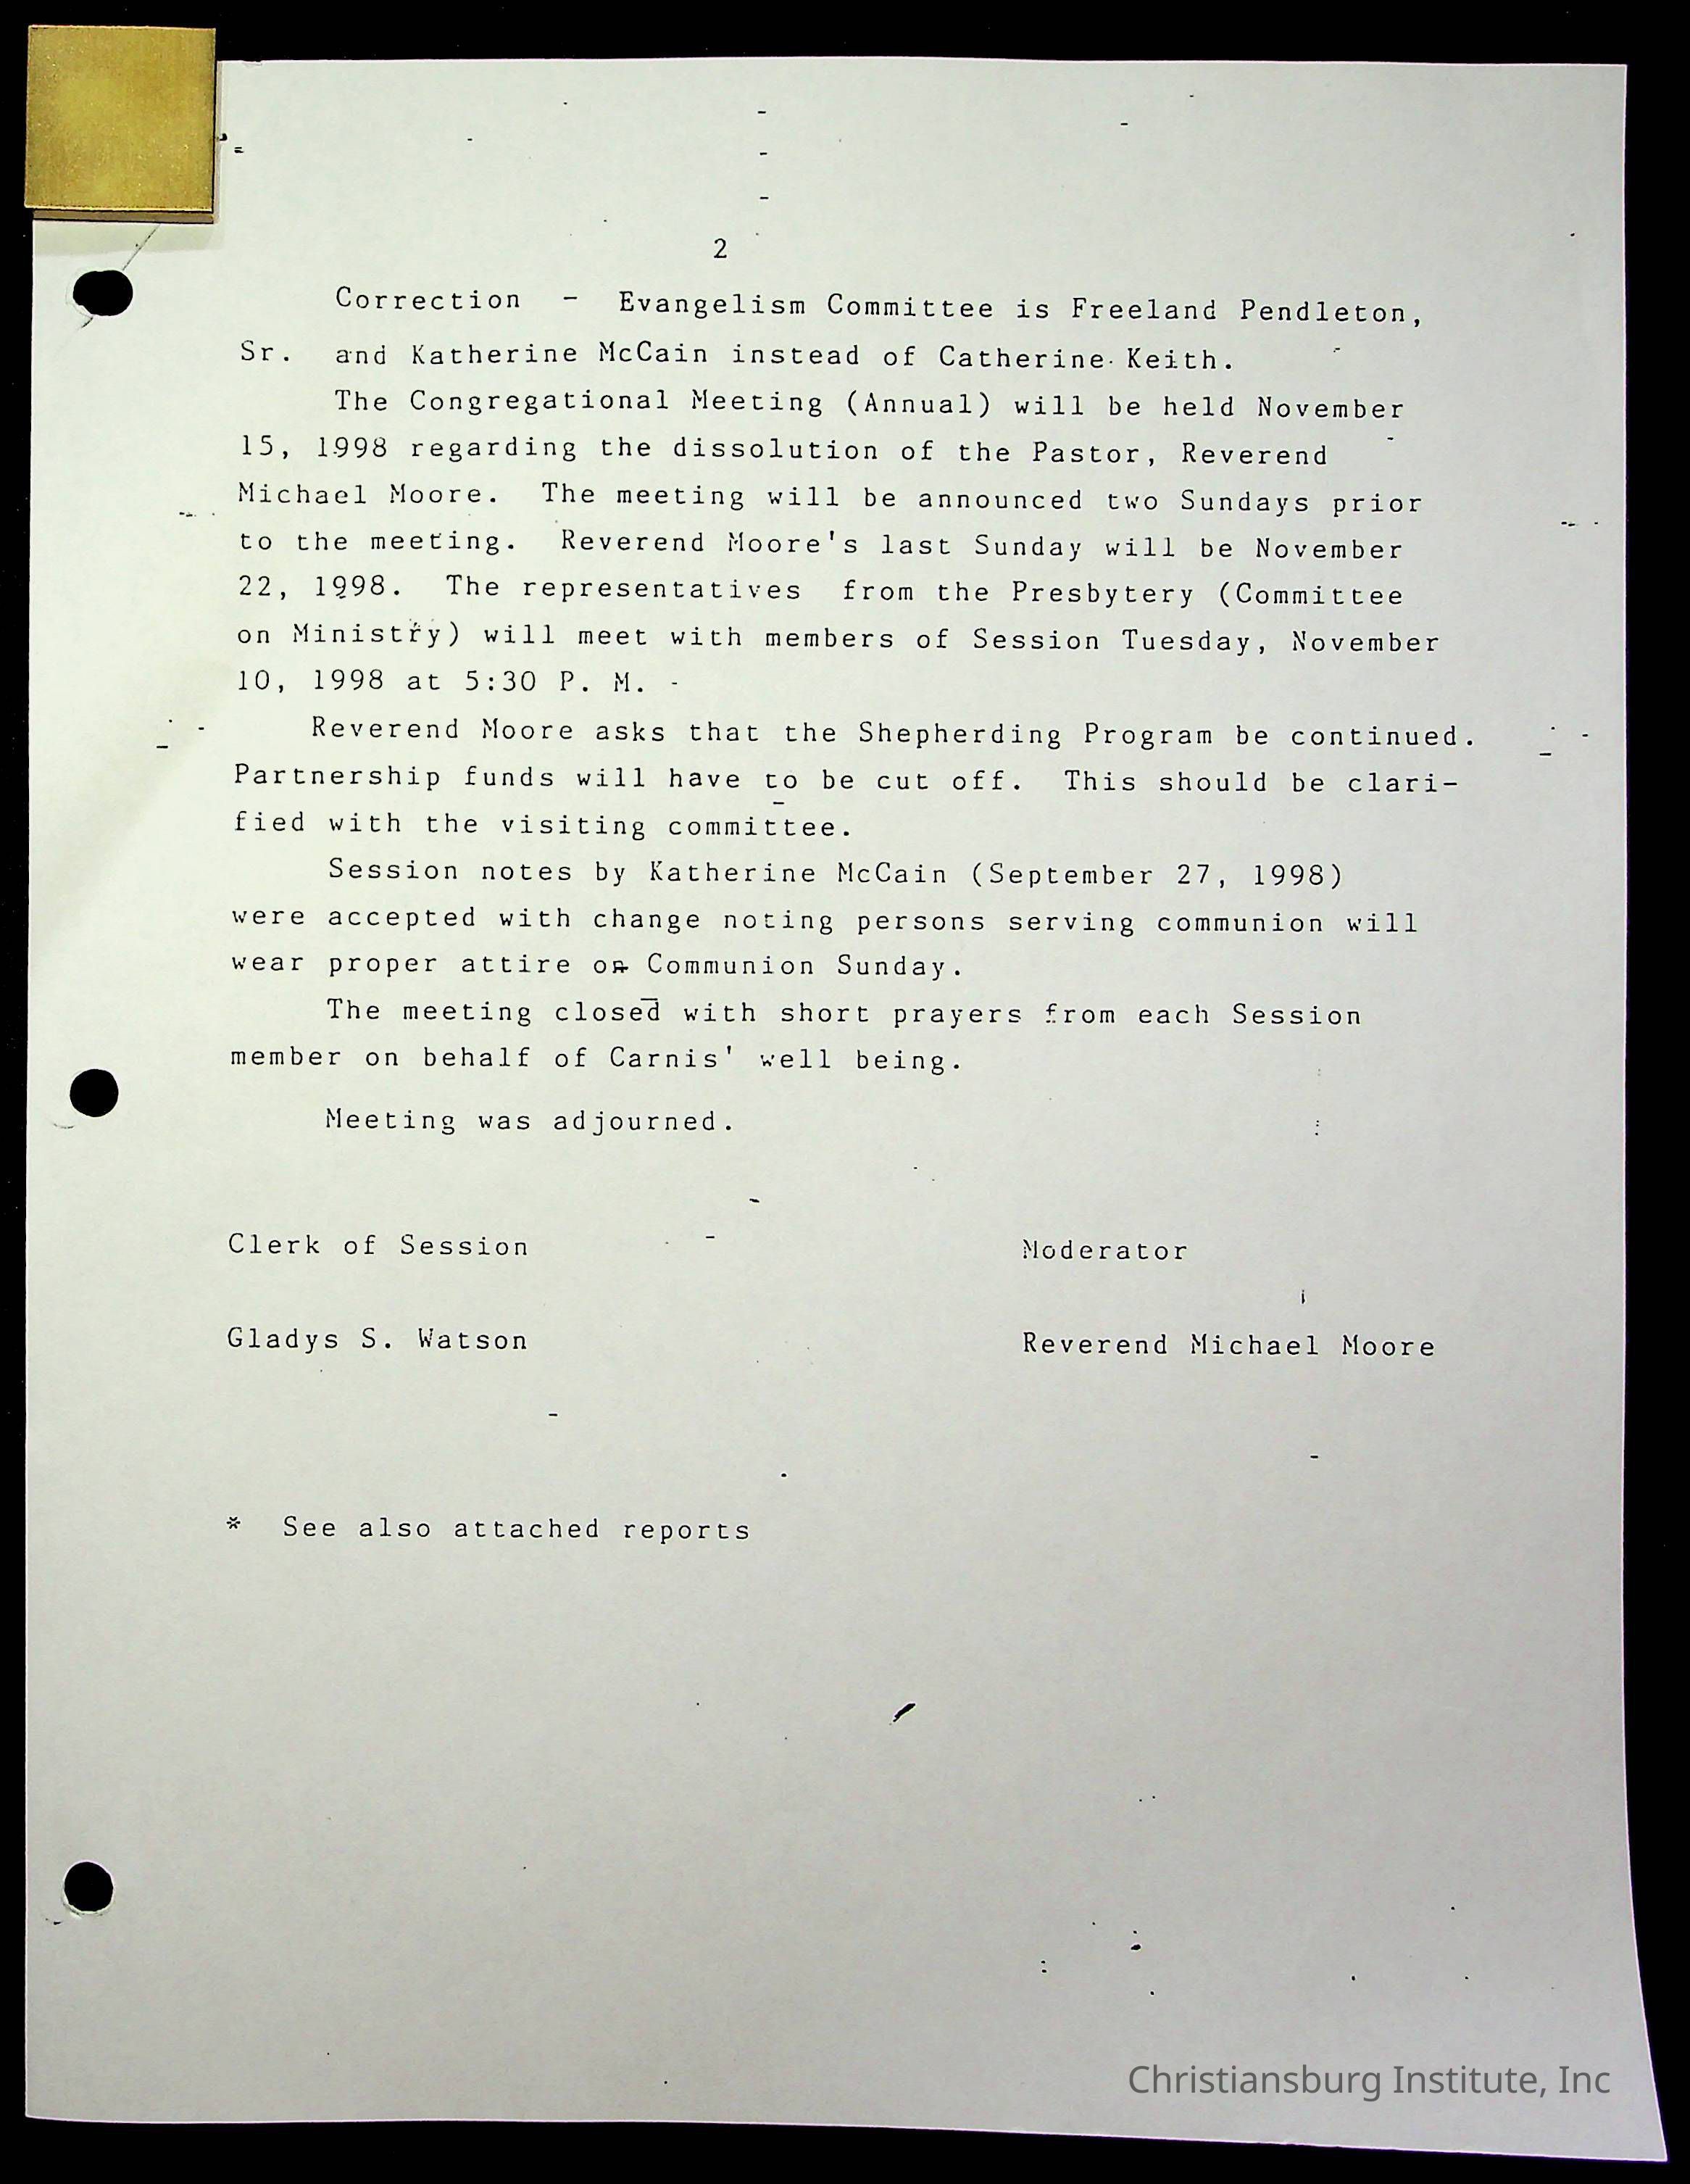 2
Correction - Evangelism Committee is Freeland Pendleton,
Sr. and Katherine McCain instead of Catherine Keith.
The Congregational Meeting (Annual) will be held November
15, 1998 regarding the dissolution of the Pastor, Reverend
Michael Moore. The meeting will be announced two Sundays prior
to the meeting. Reverend Moore's last Sunday will be November
22, 1998. The representatives from the Presbytery (Committee
on Ministry) will meet with members of Session Tuesday, November
10, 1998 at 5:30 P. M.
Reverend Moore asks that the Shepherding Program be continued.
Partnership funds will have to be cut off. This should be clari-
fied with the visiting committee.
Session notes by Katherine McCain (September 27, 1998)
were accepted with change noting persons serving communion will
wear proper attire on Communion Sunday.
The meeting closed with short prayers from each Session
member on behalf of Carnis' well being.
Meeting was adjourned.
Clerk of Session Moderator
Gladys S. Watson Reverend Michael Moore
* See also attached reports
Christiansburg Institute, Inc